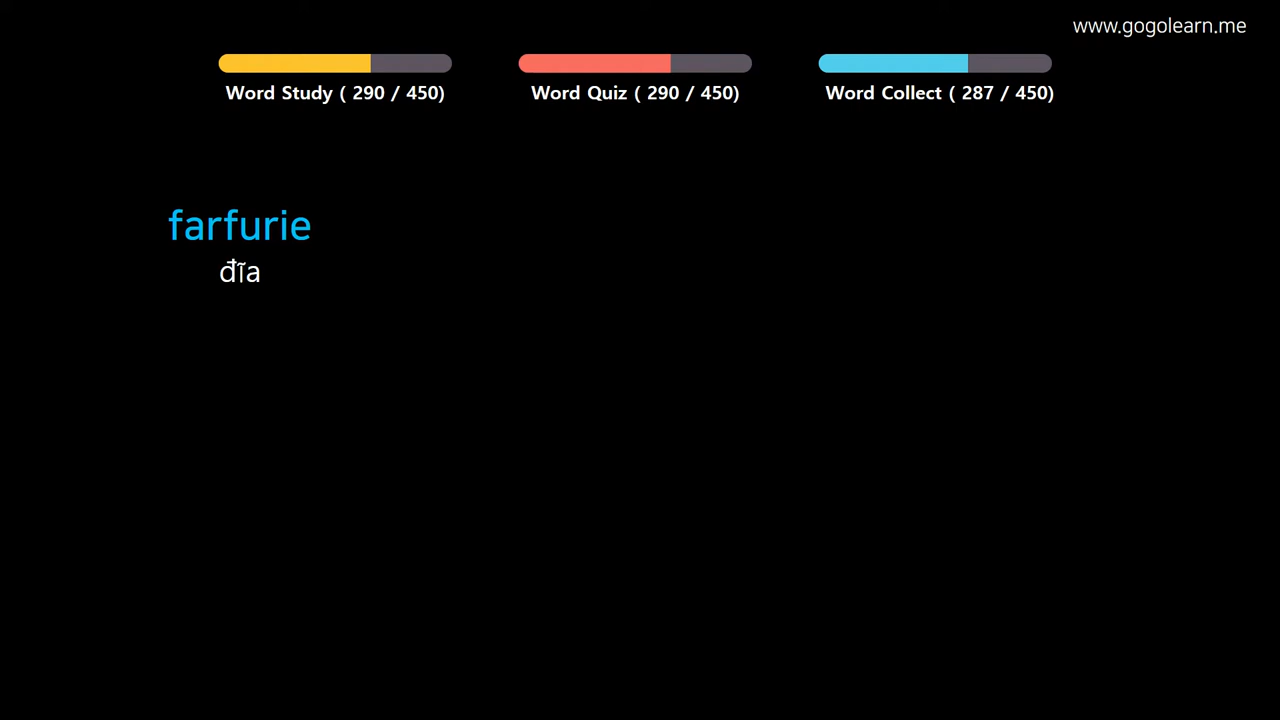 www.gogolearn.me
Word Study ( 290 / 450)
Word Quiz ( 290 / 450)
Word Collect ( 287 / 450)
farfurie
đĩa